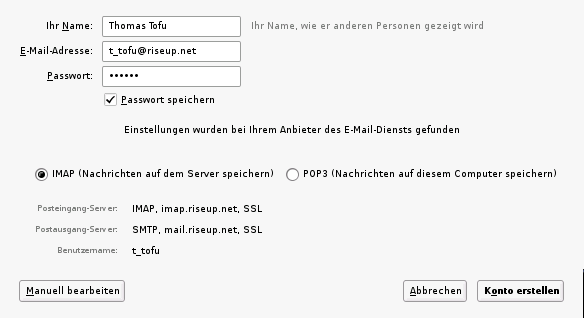 Ihr Name: Thomas Tofu Ihr Name, wie er anderen Personen gezeigt wird
E-Mail-Adresse: t_tofu@riseup.net
Passwort: ••••••
Passwort speichern
Einstellungen wurden bei Ihrem Anbieter des E-Mail-Diensts gefunden
IMAP (Nachrichten auf dem Server speichern) POP3 (Nachrichten auf diesem Computer speichern)
Posteingang-Server: IMAP, imap.riseup.net, SSL
Postausgang-Server: SMTP, mail.riseup.net, SSL
Benutzername: t_tofu
Manuell bearbeiten Abbrechen Konto erstellen